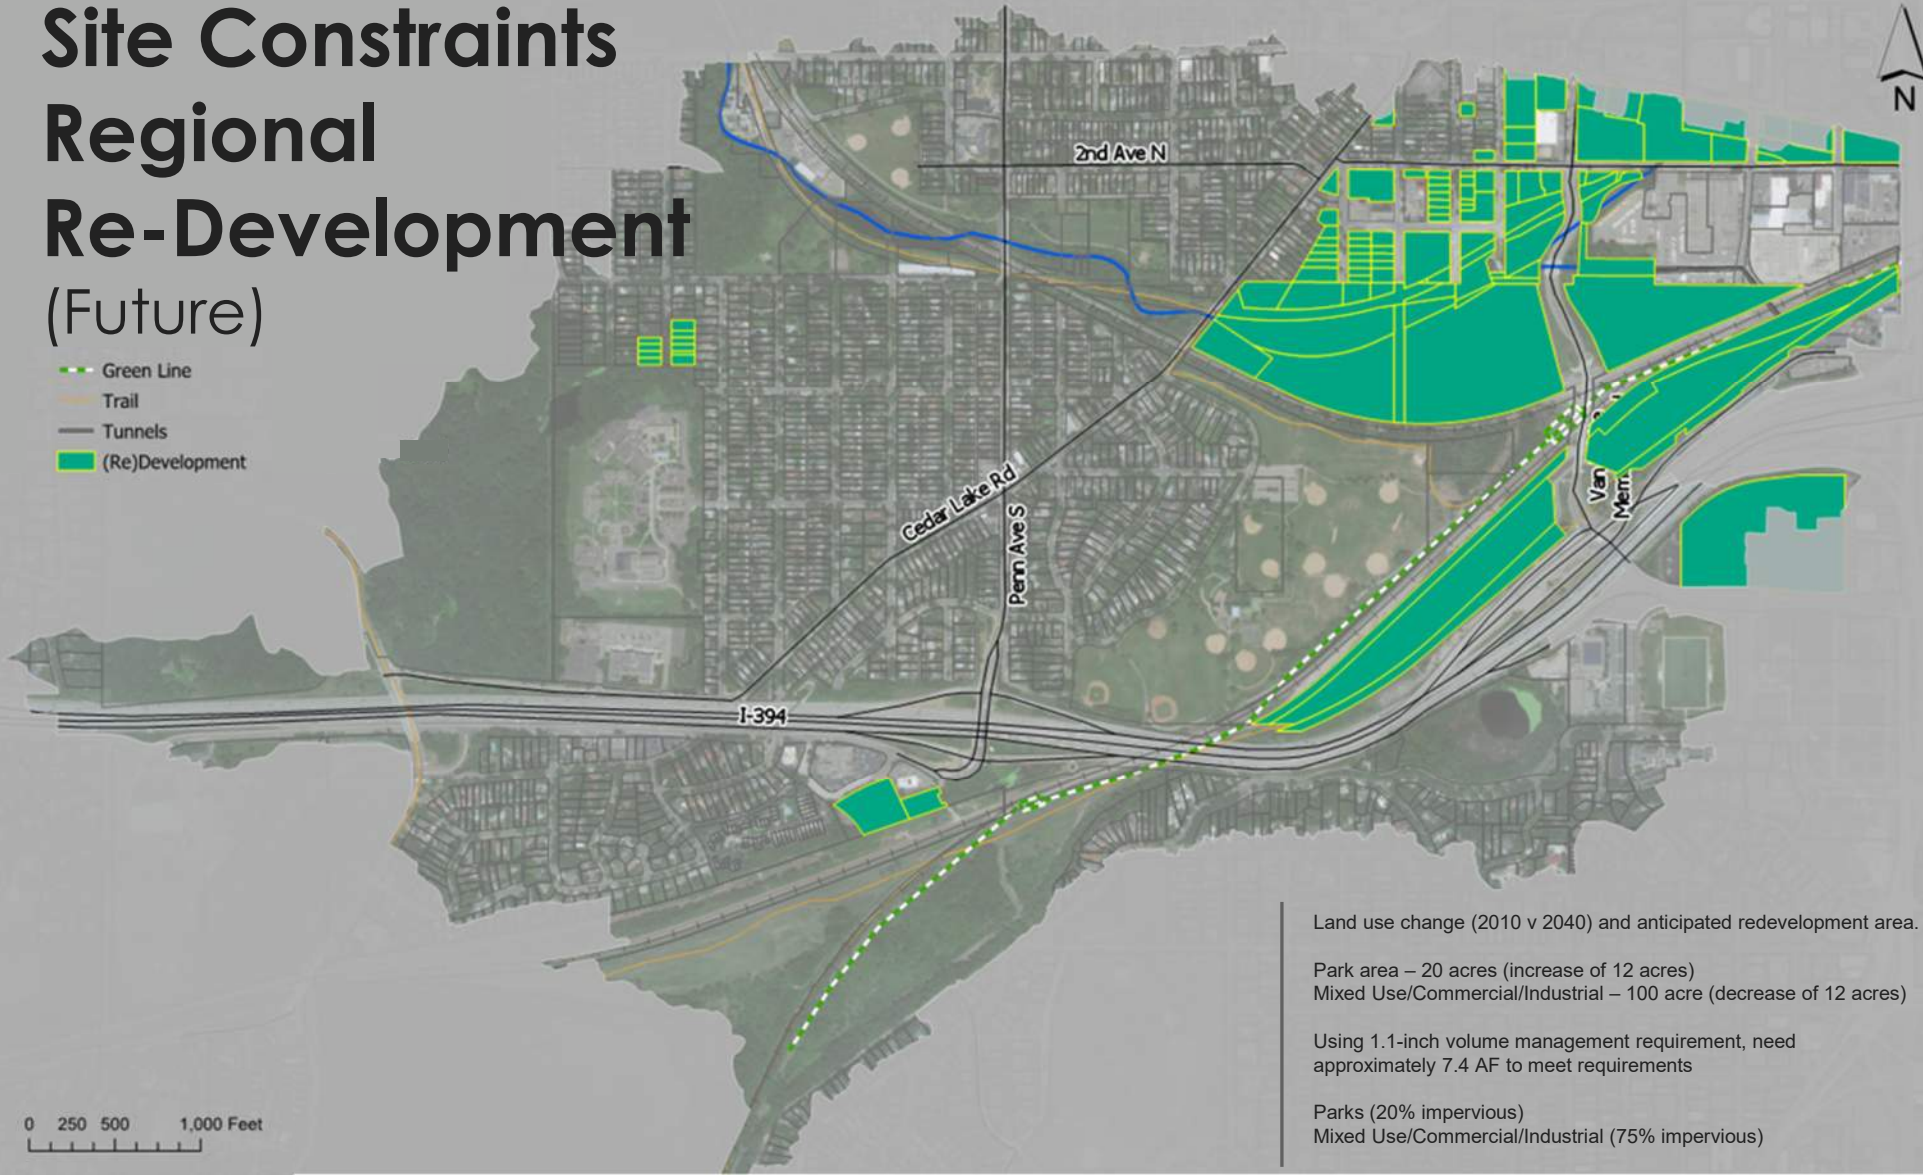 Site Constraints
Regional
Re-Development
(Future)
Green Line
Trail
Tunnels
(Re)Development
N
2nd Ave N
Cedar Lake Rd
Penn Ave S
Van
Mem
I-394
0 250 500 1,000 Feet
Land use change (2010 v 2040) and anticipated redevelopment area.
Park area – 20 acres (increase of 12 acres)
Mixed Use/Commercial/Industrial – 100 acre (decrease of 12 acres)
Using 1.1-inch volume management requirement, need
approximately 7.4 AF to meet requirements
Parks (20% impervious)
Mixed Use/Commercial/Industrial (75% impervious)